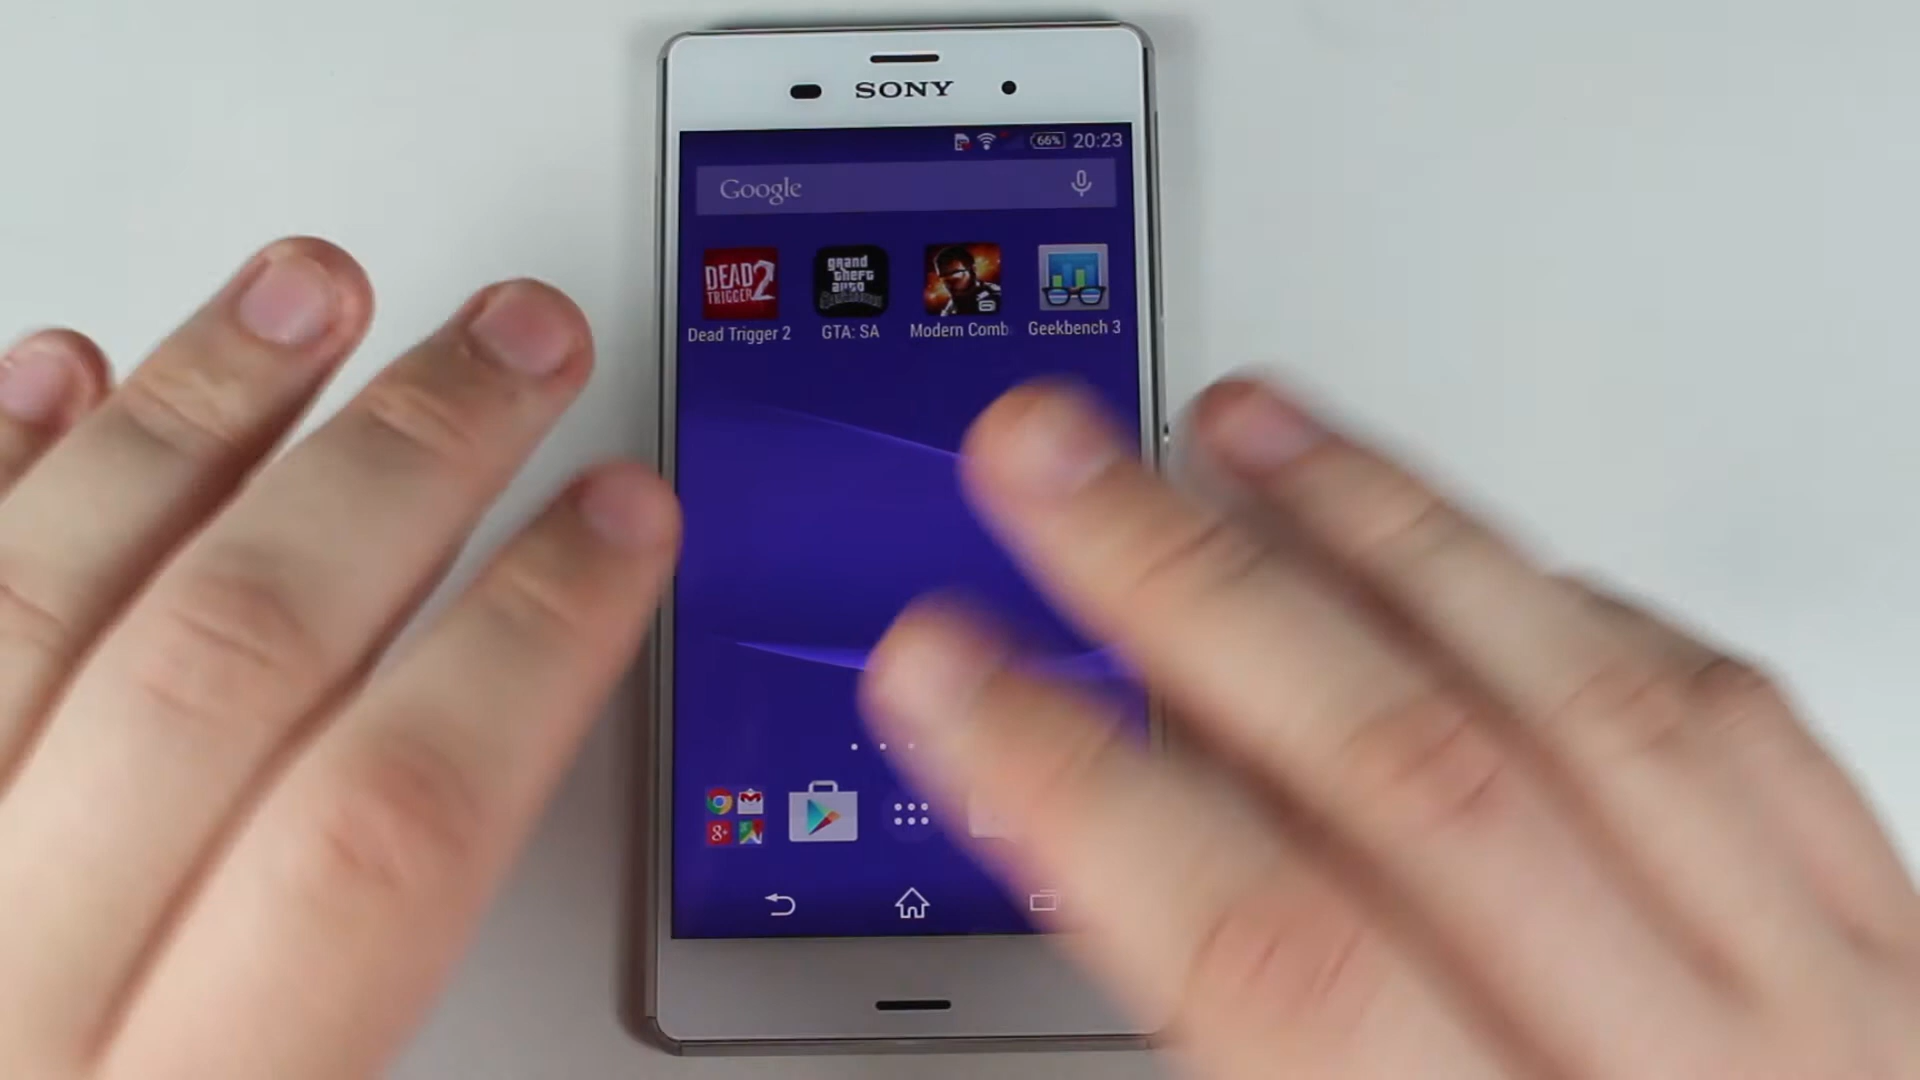 SONY
66% 20:23
Google
DEAD TRIGGER 2
grand theft auto
Dead Trigger 2
GTA: SA
Modern Comb
Geekbench 3
8+